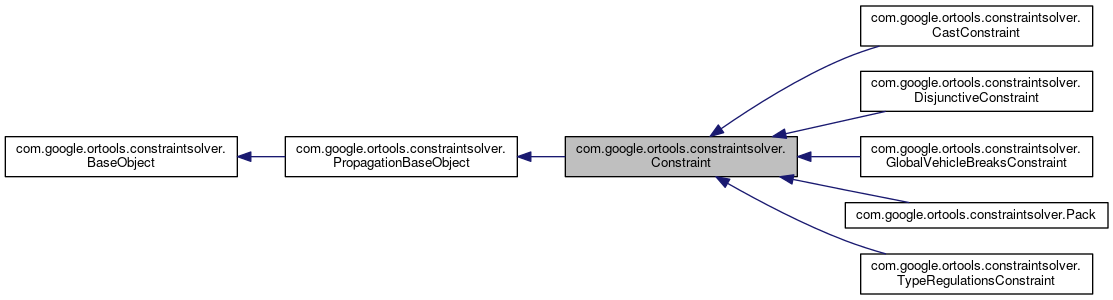 com.google.ortools.constraintsolver.
CastConstraint
com.google.ortools.constraintsolver.
DisjunctiveConstraint
com.google.ortools.constraintsolver.
BaseObject
com.google.ortools.constraintsolver.
PropagationBaseObject
com.google.ortools.constraintsolver.
Constraint
com.google.ortools.constraintsolver.
GlobalVehicleBreaksConstraint
com.google.ortools.constraintsolver.Pack
com.google.ortools.constraintsolver.
TypeRegulationsConstraint